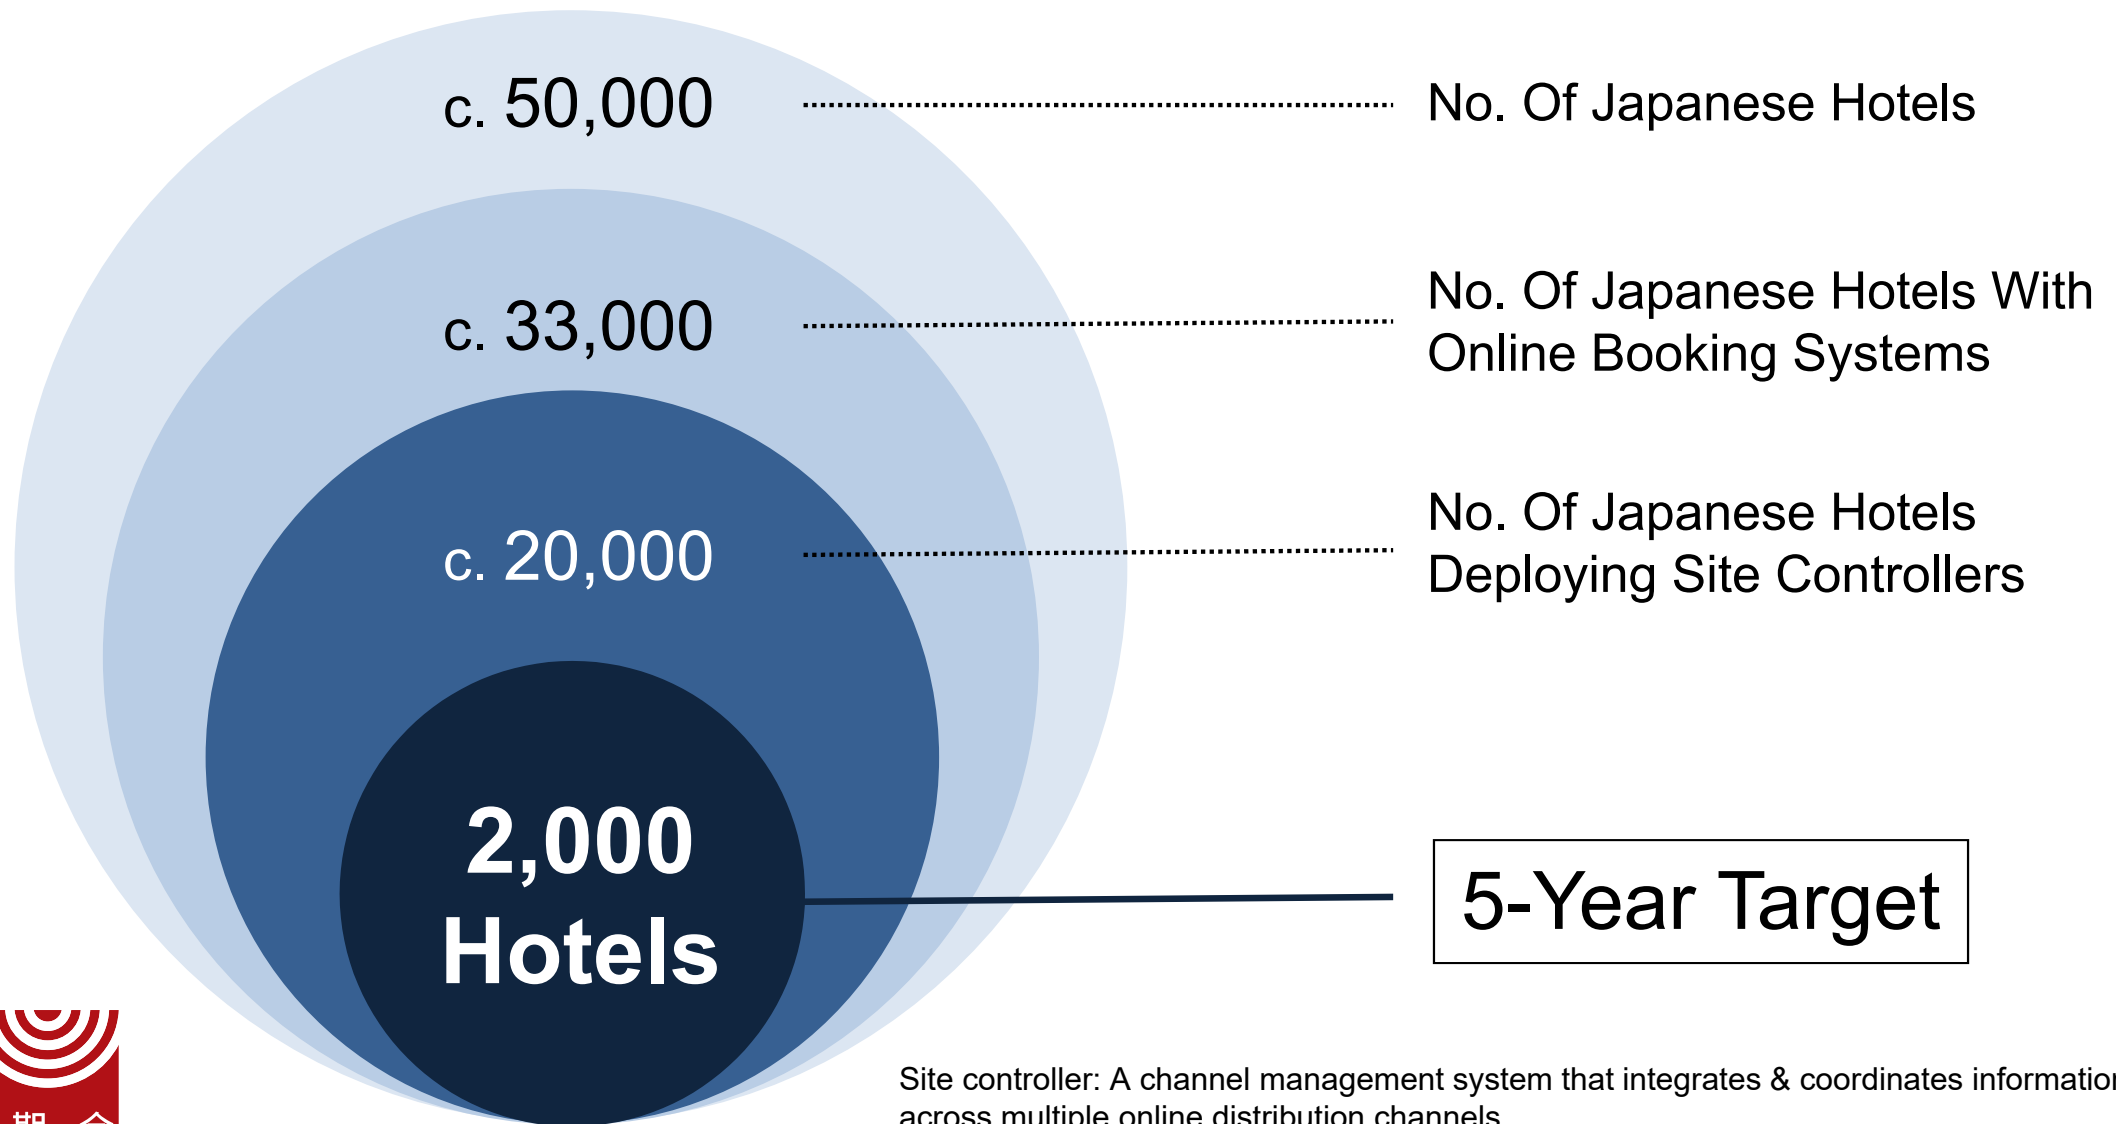 c. 50,000
No. Of Japanese Hotels
c. 33,000
No. Of Japanese Hotels With
Online Booking Systems
c. 20,000
No. Of Japanese Hotels
Deploying Site Controllers
2,000
Hotels
5-Year Target
Site controller: A channel management system that integrates & coordinates information
across multiple online distribution channels